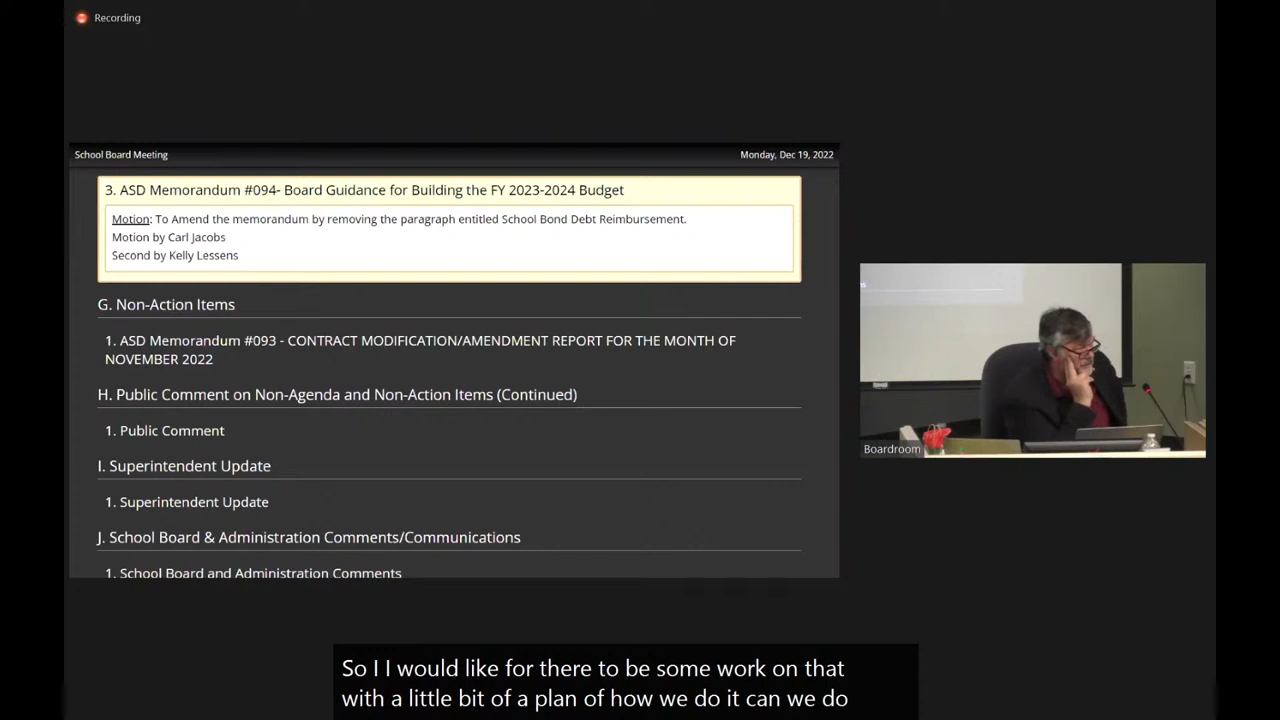 Recording
School Board Meeting
Monday, Dec 19, 2022
3. ASD Memorandum #094- Board Guidance for Building the FY 2023-2024 Budget
Motion: To Amend the memorandum by removing the paragraph entitled School Bond Debt Reimbursement.
Motion by Carl Jacobs
Second by Kelly Lessens
G. Non-Action Items
1. ASD Memorandum #093 - CONTRACT MODIFICATION/AMENDMENT REPORT FOR THE MONTH OF
NOVEMBER 2022
H. Public Comment on Non-Agenda and Non-Action Items (Continued)
1. Public Comment
I. Superintendent Update
1. Superintendent Update
J. School Board & Administration Comments/Communications
1. School Board and Administration Comments
Boardroom
So I I would like for there to be some work on that
with a little bit of a plan of how we do it can we do